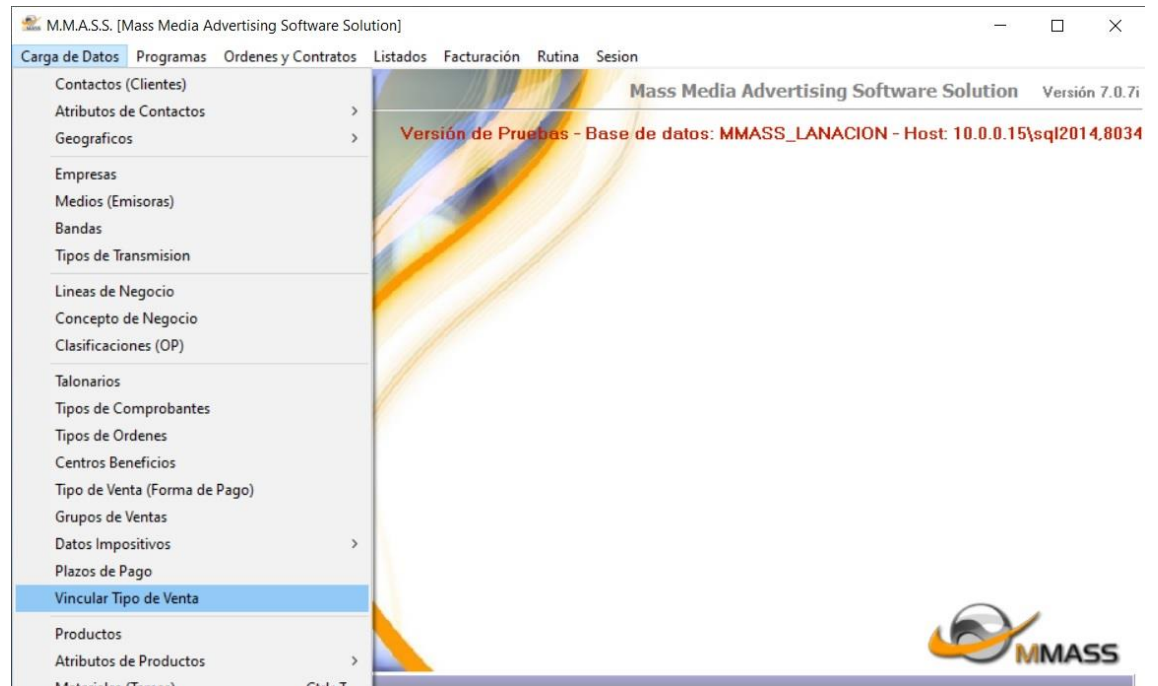 M.M.A.S.S. [Mass Media Advertising Software Solution]
Carga de Datos Programas Ordenes y Contratos Listados Facturación Rutina Sesion
Mass Media Advertising Software Solution Versión 7.0.7i
Versión de Pruebas - Base de datos: MMASS_LANACION - Host: 10.0.0.15\sql2014,8034
Contactos (Clientes)
Atributos de Contactos
Geograficos
Empresas
Medios (Emisoras)
Bandas
Tipos de Transmision
Lineas de Negocio
Concepto de Negocio
Clasificaciones (OP)
Talonarios
Tipos de Comprobantes
Tipos de Ordenes
Centros Beneficios
Tipo de Venta (Forma de Pago)
Grupos de Ventas
Datos Impositivos
Plazos de Pago
Vincular Tipo de Venta
Productos
Atributos de Productos
MMASS